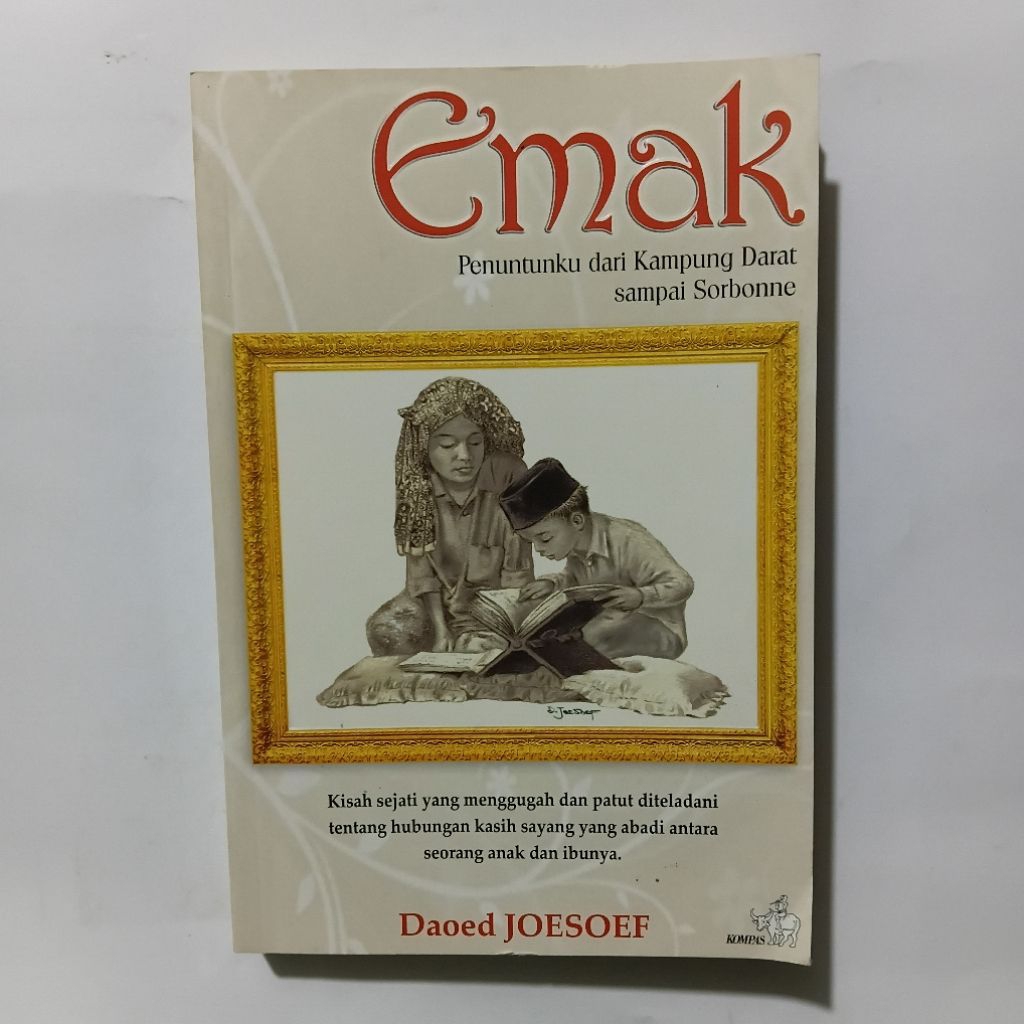 Emak
Penuntunku dari Kampung Darat
sampai Sorbonne
D. Joesoef
Kisah sejati yang menggugah dan patut diteladani
tentang hubungan kasih sayang yang abadi antara
seorang anak dan ibunya.
Daoed JOESOEF
KOMPAS